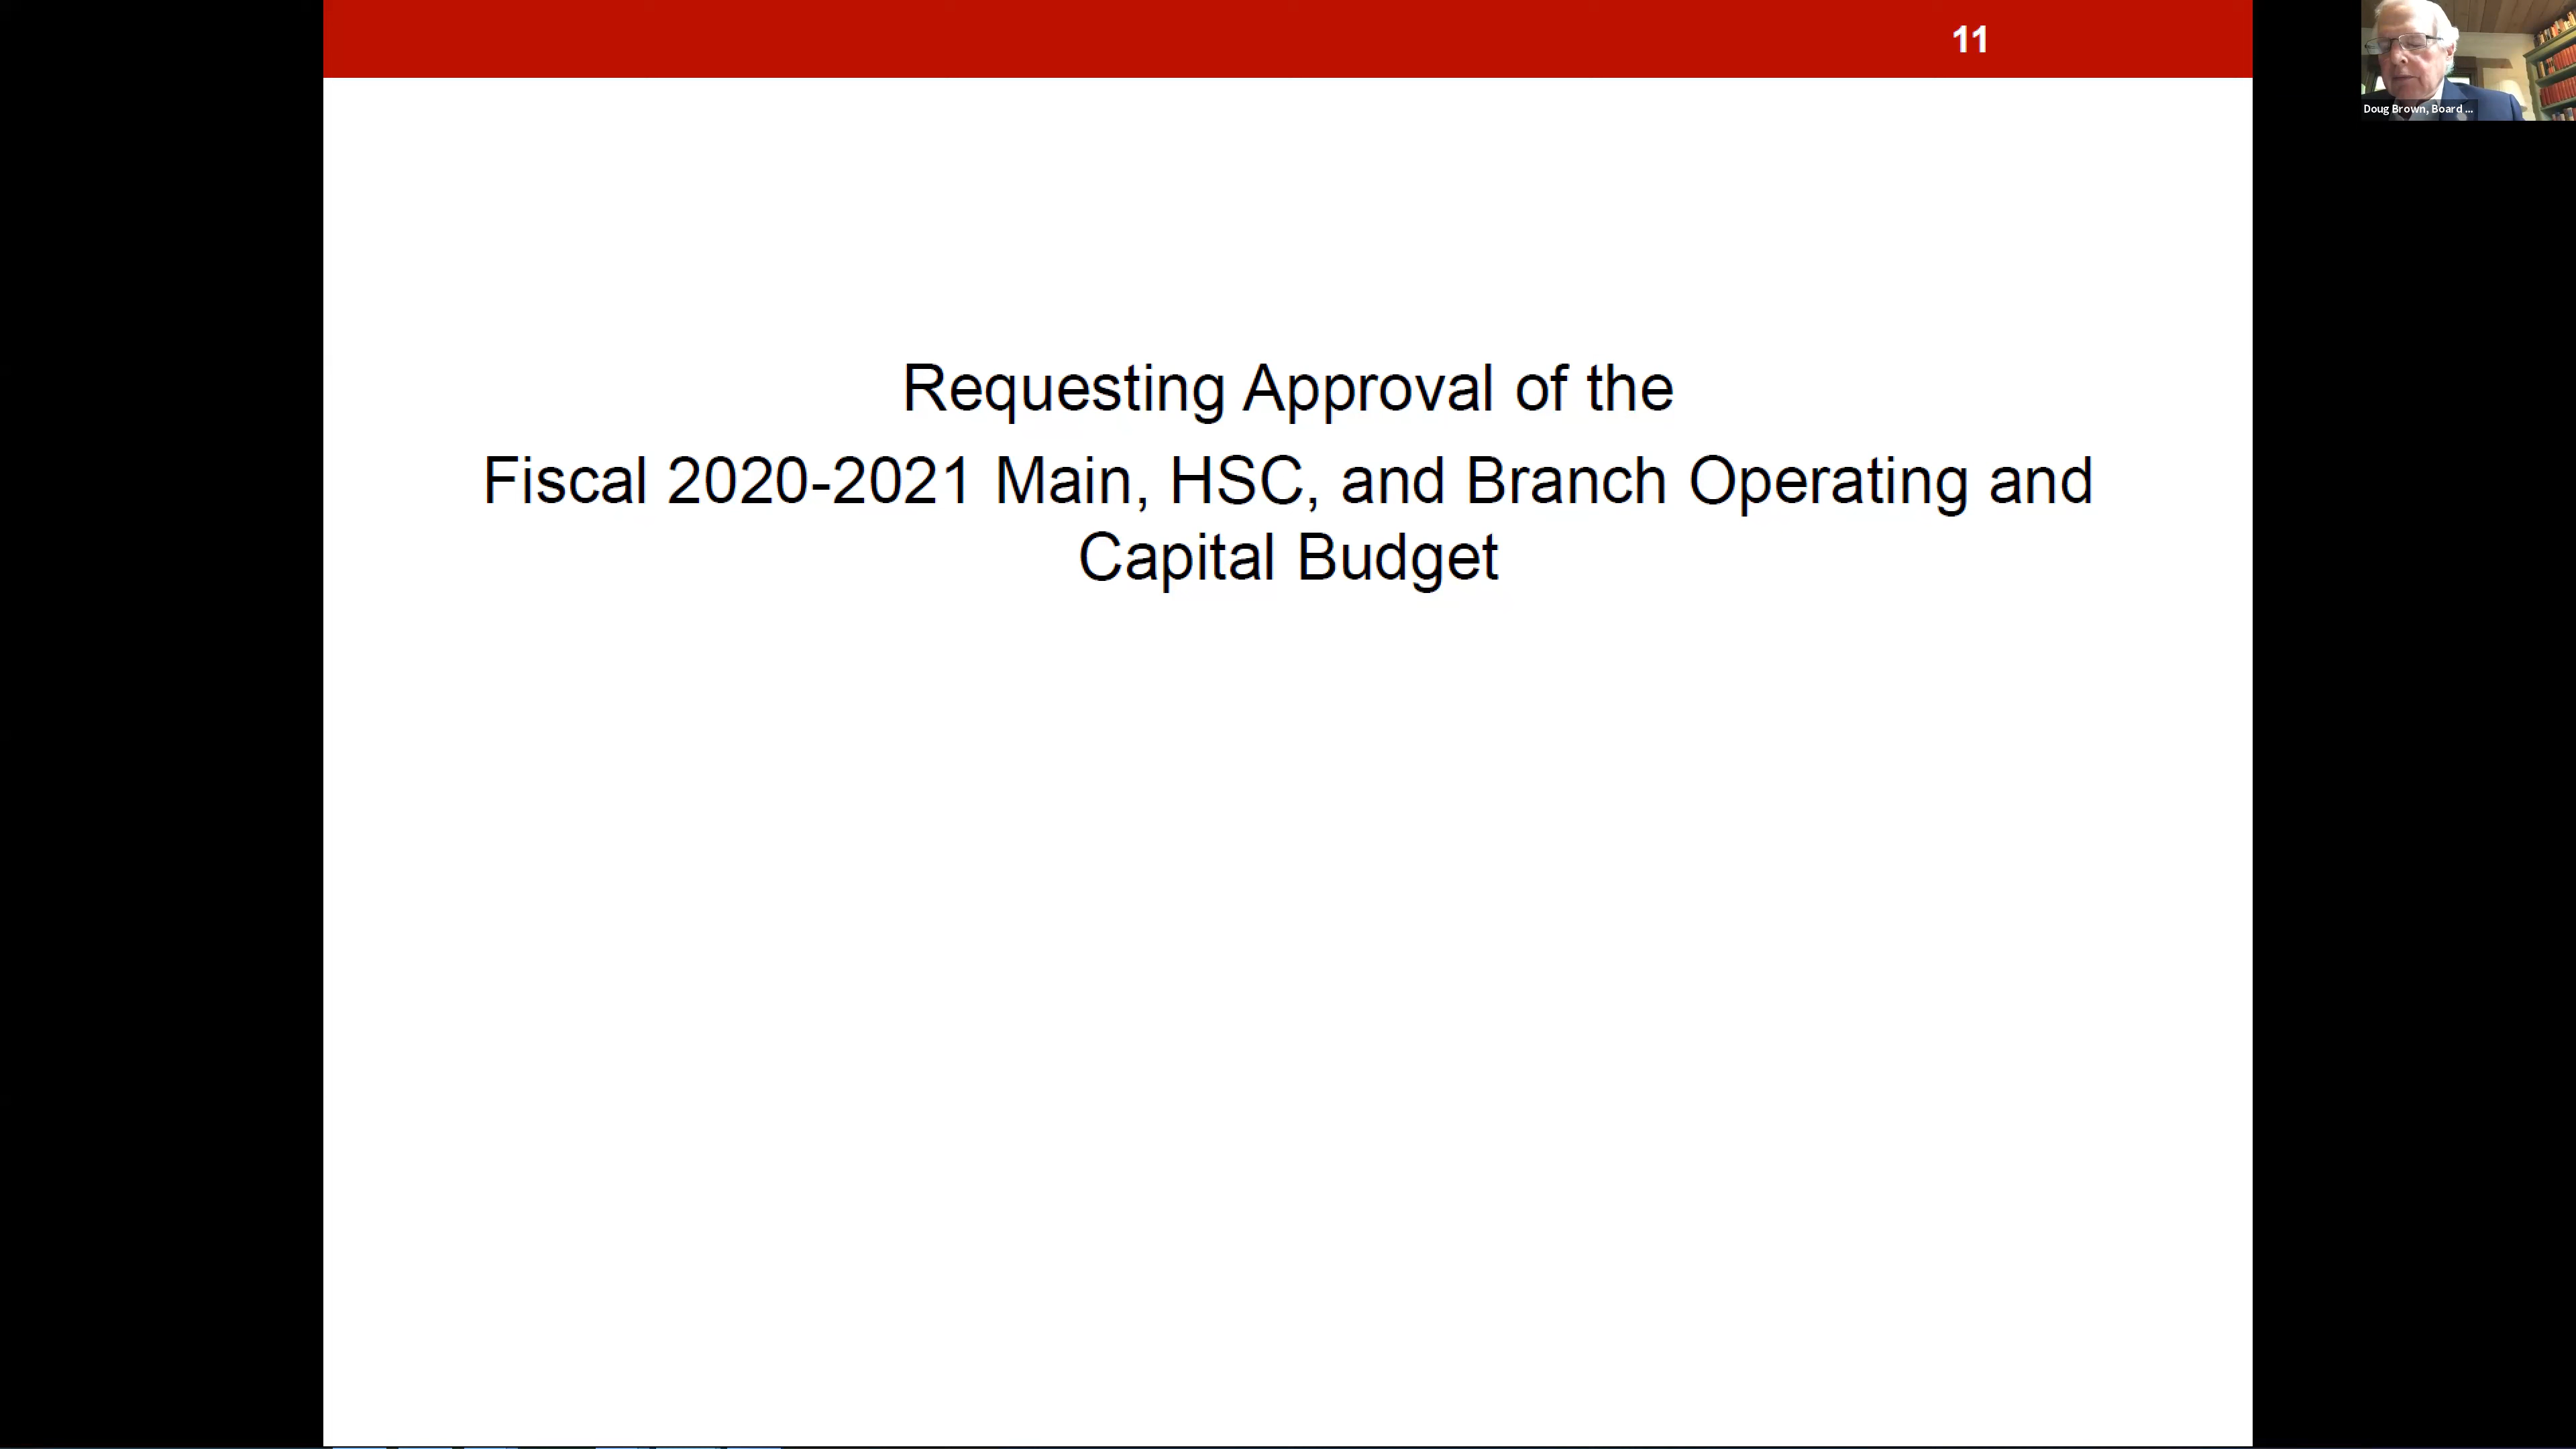 11
Doug Brown, Board ...
Requesting Approval of the
Fiscal 2020-2021 Main, HSC, and Branch Operating and
Capital Budget